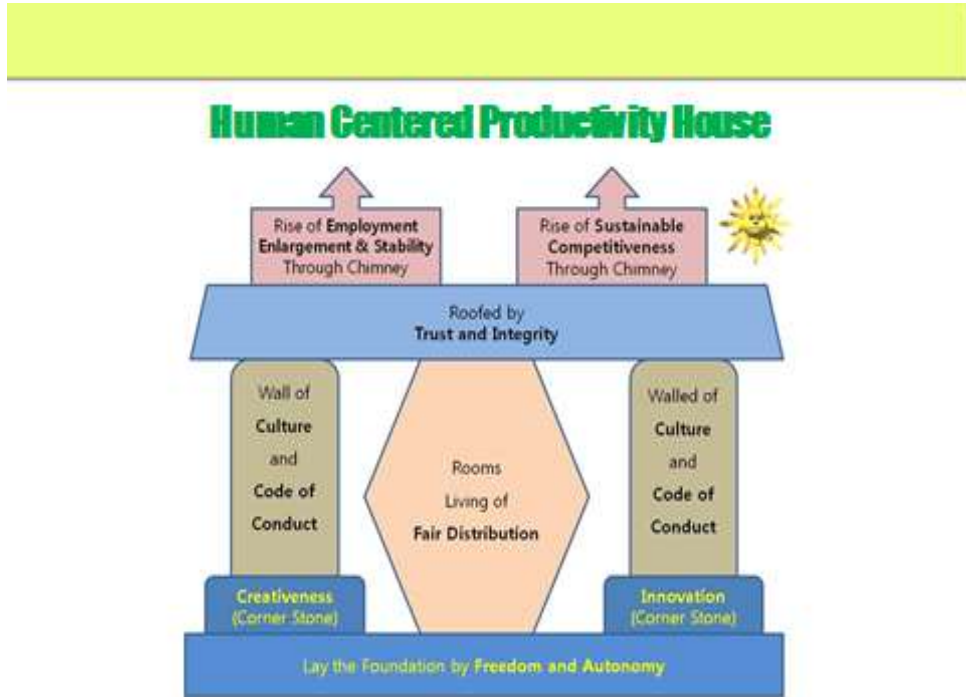 Human Centered Productivity House
Rise of Employment
Enlargement & Stability
Through Chimney
Rise of Sustainable
Competitiveness
Through Chimney
Roofed by
Trust and Integrity
Wall of
Culture
and
Code of
Conduct
Rooms
Living of
Fair Distribution
Walled of
Culture
and
Code of
Conduct
Creativeness
(Corner Stone)
Innovation
(Corner Stone)
Lay the Foundation by Freedom and Autonomy